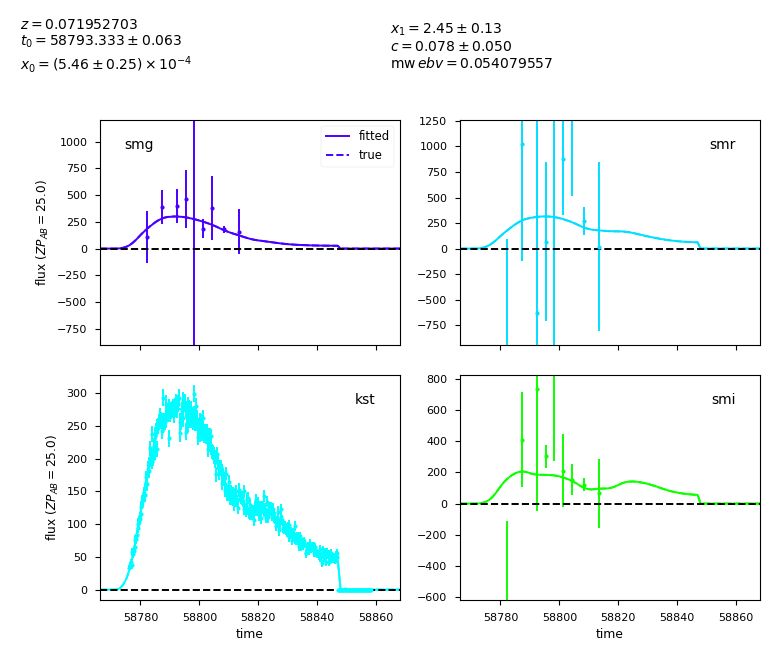 z = 0.071952703
t₀ = 58793.333 ± 0.063
x₀ = (5.46 ± 0.25) × 10⁻⁴
x₁ = 2.45 ± 0.13
c = 0.078 ± 0.050
mw ebv = 0.054079557
smg
fitted
true
1000
750
500
250
0
−250
−500
−750
flux (ZP_AB = 25.0)
smr
1250
1000
750
500
250
0
−250
−500
−750
kst
300
250
200
150
100
50
0
flux (ZP_AB = 25.0)
58780 58800 58820 58840 58860
time
smi
800
600
400
200
0
−200
−400
−600
58780 58800 58820 58840 58860
time